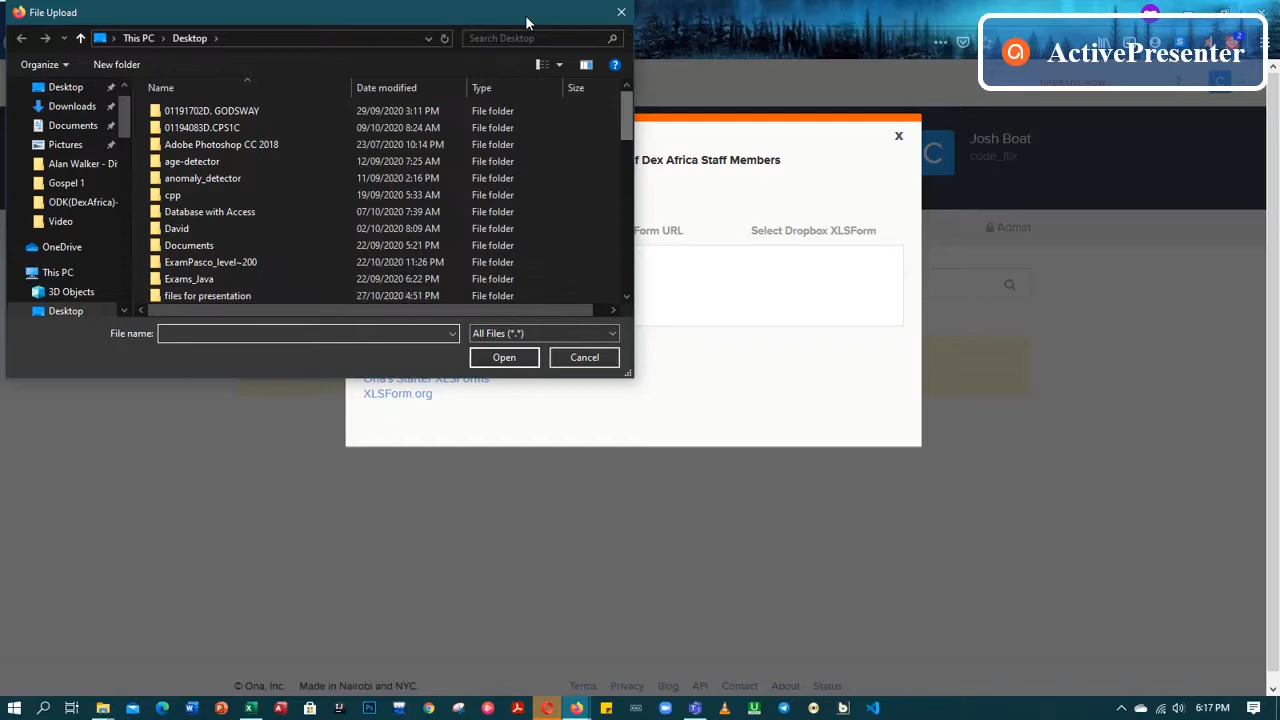 File Upload
ActivePresenter
2
This PC
Desktop
Search Desktop
Organize
New folder
Name
Date modified
Type
Size
Desktop
Downloads
Documents
Pictures
Alan Walker - Di
Gospel 1
ODK(DexAfrica)-
Video
OneDrive
This PC
3D Objects
Desktop
01191702D. GODSWAY 29/09/2020 3:11 PM File folder
01194083D.CPS1C 09/10/2020 8:24 AM File folder
Adobe Photoshop CC 2018 23/07/2020 10:14 PM File folder
age-detector 12/09/2020 7:25 AM File folder
anomaly_detector 11/09/2020 2:16 PM File folder
cpp 19/09/2020 5:33 AM File folder
Database with Access 07/10/2020 7:39 AM File folder
David 02/10/2020 8:09 AM File folder
Documents 22/09/2020 5:21 PM File folder
ExamPasco_level~200 22/10/2020 11:26 PM File folder
Exams_Java 22/09/2020 6:22 PM File folder
files for presentation 27/10/2020 4:51 PM File folder
File name:
All Files (*.*)
Open
Cancel
UPGRADE NOW
?
C
Josh Boat
code_flix
X
f Dex Africa Staff Members
Form URL
Select Dropbox XLSForm
Admin
Ona's Starter XLSForms
XLSForm.org
© Ona, Inc. Made in Nairobi and NYC.
Terms Privacy Blog API Contact About Status
6:17 PM